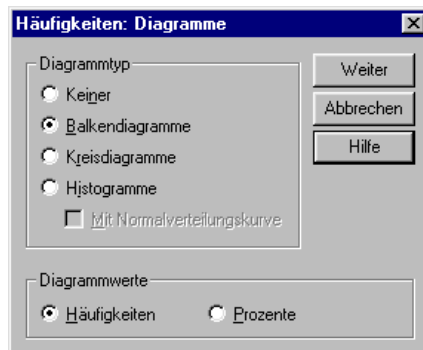 Häufigkeiten: Diagramme
Diagrammtyp
Keiner
Balkendiagramme
Kreisdiagramme
Histogramme
Mit Normalverteilungskurve
Weiter
Abbrechen
Hilfe
Diagrammwerte
Häufigkeiten Prozente